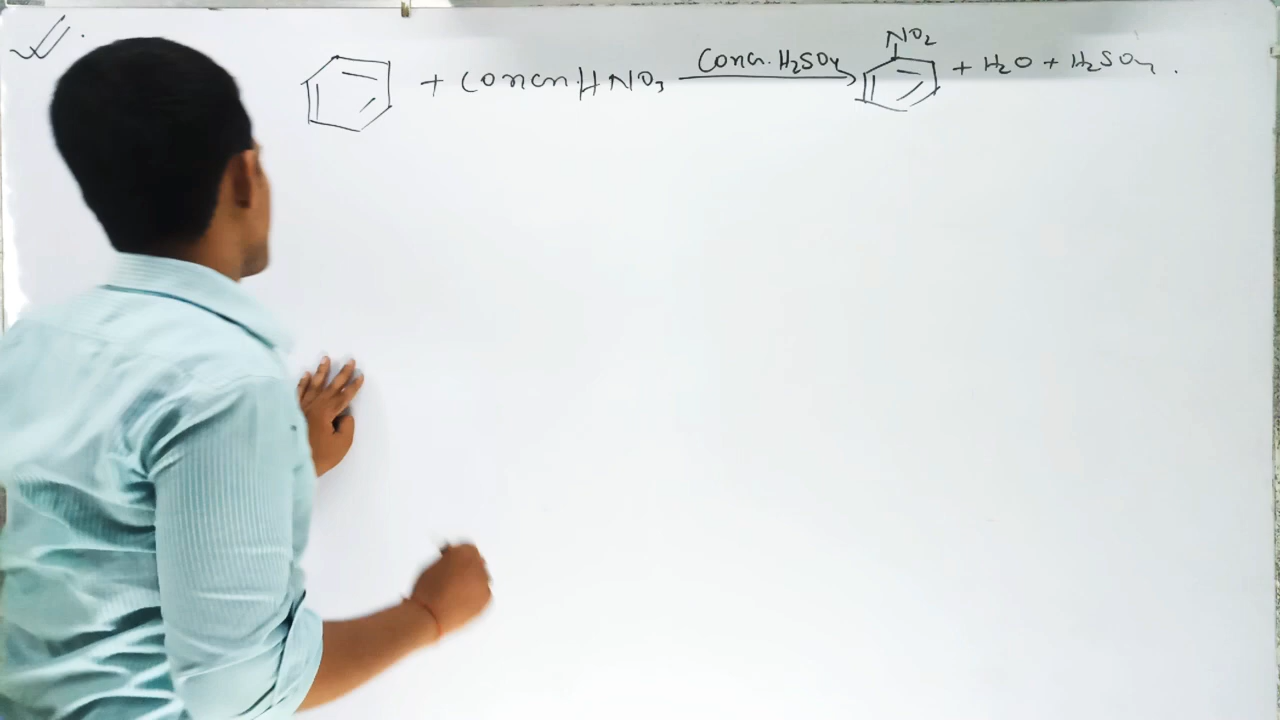 NO₂
+ Concn HNO₃ Conc. H₂SO₄ + H₂O + H₂SO₄ .